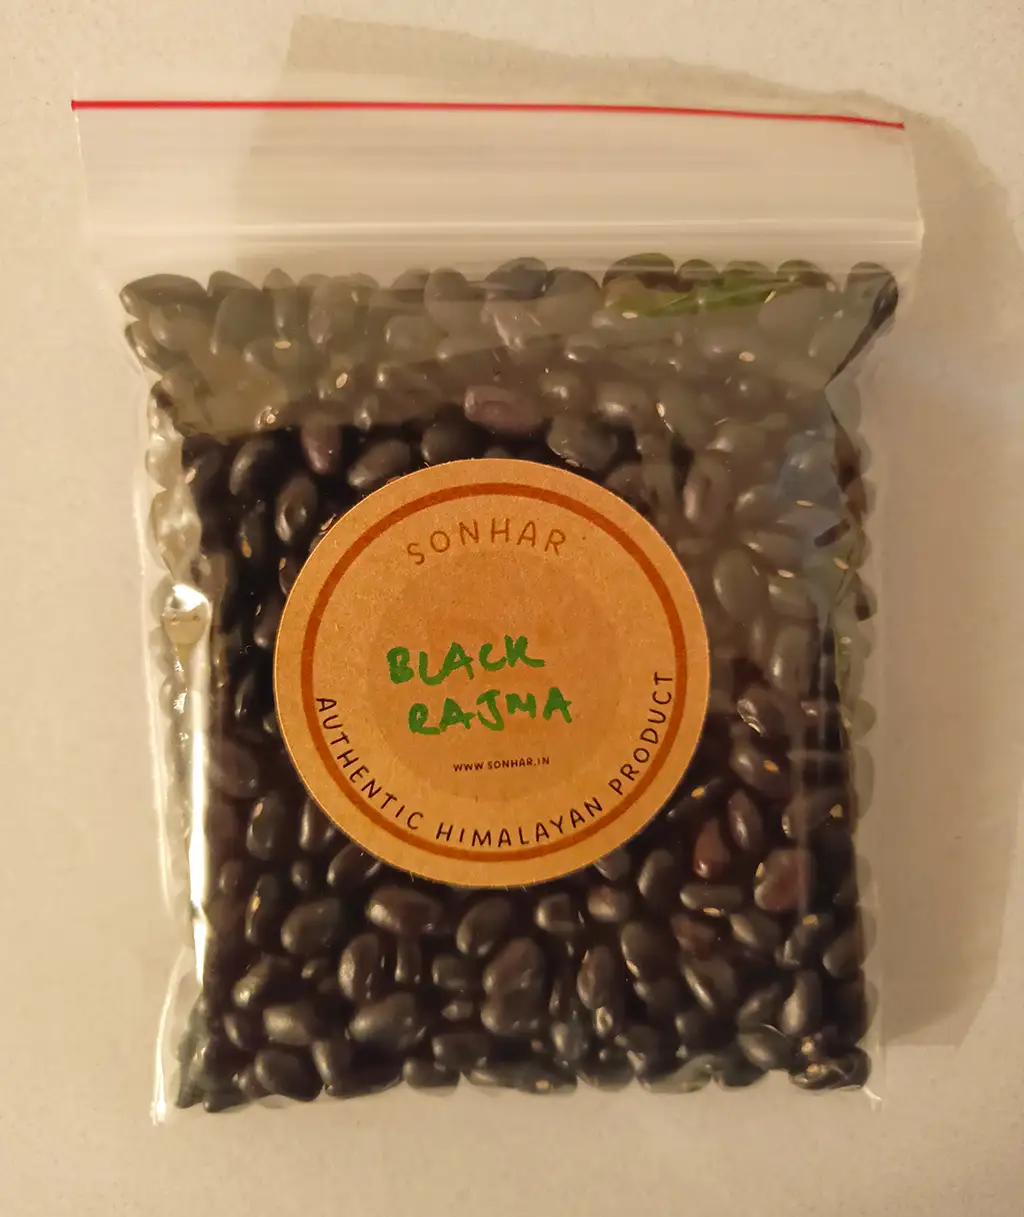 SONHAR
BLACK
RAJMA
WWW.SONHAR.IN
AUTHENTIC HIMALAYAN PRODUCT